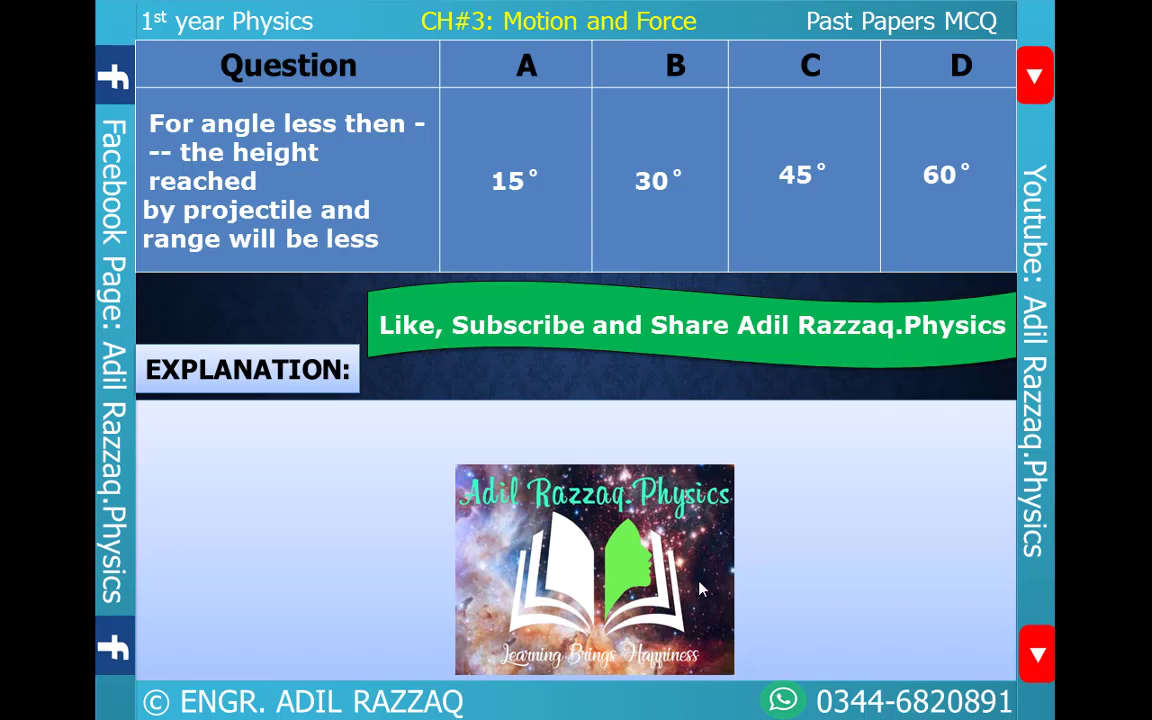 1st year Physics
CH#3: Motion and Force
Past Papers MCQ
Question
A
B
C
D
For angle less then -
-- the height
reached
by projectile and
range will be less
15°
30°
45°
60°
Like, Subscribe and Share Adil Razzaq.Physics
EXPLANATION:
Adil Razzaq.Physics
Learning Brings Happiness
f
Facebook Page: Adil Razzaq.Physics
f
Youtube: Adil Razzaq.Physics
© ENGR. ADIL RAZZAQ
0344-6820891